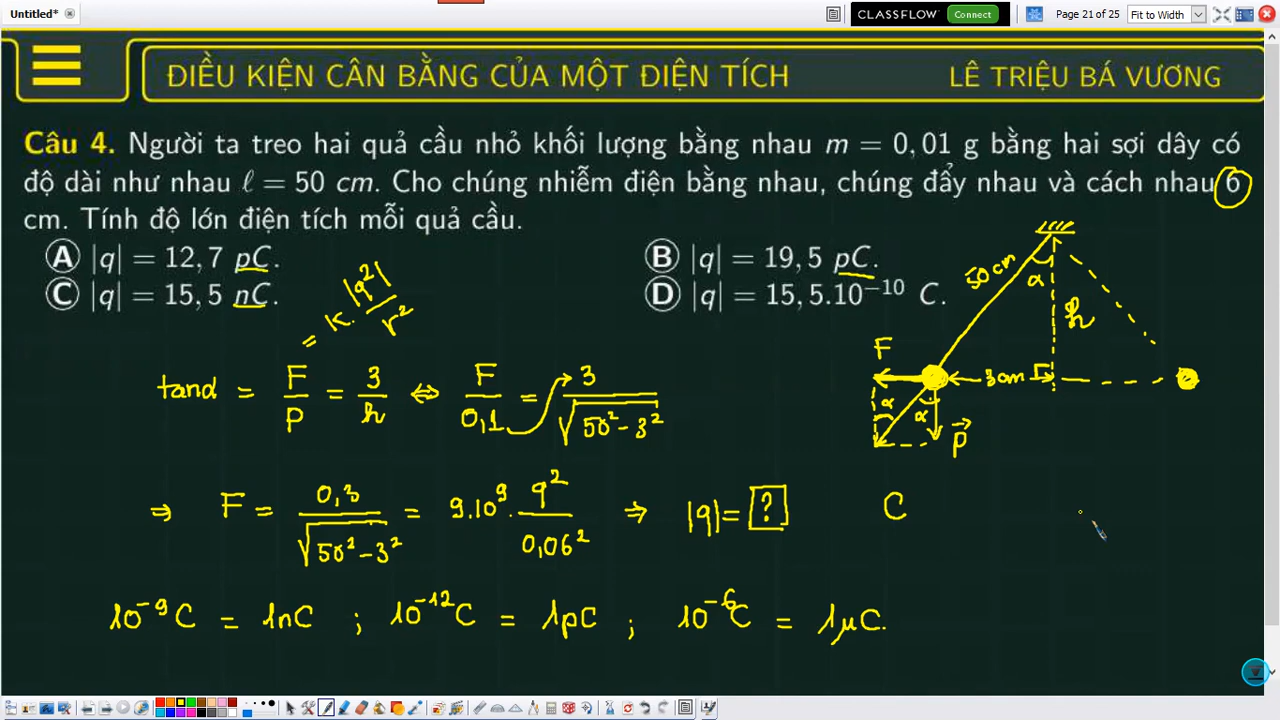 Untitled*
CLASSFLOW Connect
Page 21 of 25
Fit to Width
ĐIỀU KIỆN CÂN BẰNG CỦA MỘT ĐIỆN TÍCH
LÊ TRIỆU BÁ VƯƠNG
Câu 4. Người ta treo hai quả cầu nhỏ khối lượng bằng nhau m = 0, 01 g bằng hai sợi dây có
độ dài như nhau ℓ = 50 cm. Cho chúng nhiễm điện bằng nhau, chúng đẩy nhau và cách nhau 6
cm. Tính độ lớn điện tích mỗi quả cầu.
A |q| = 12, 7 pC.
B |q| = 19, 5 pC.
C |q| = 15, 5 nC.
D |q| = 15, 5.10⁻¹⁰ C.
= k. |q²|/r²
50 cm
α
h
F
3cm
α
α
P
tanα = F/P = 3/h ⇔ F/0,1 = 3/√(50² - 3²)
⇒ F = 0,3/√(50² - 3²) = 9.10⁹. q²/0,06² ⇒ |q| = ? C
10⁻⁹C = 1nC ; 10⁻¹²C = 1pC ; 10⁻⁶C = 1μC.